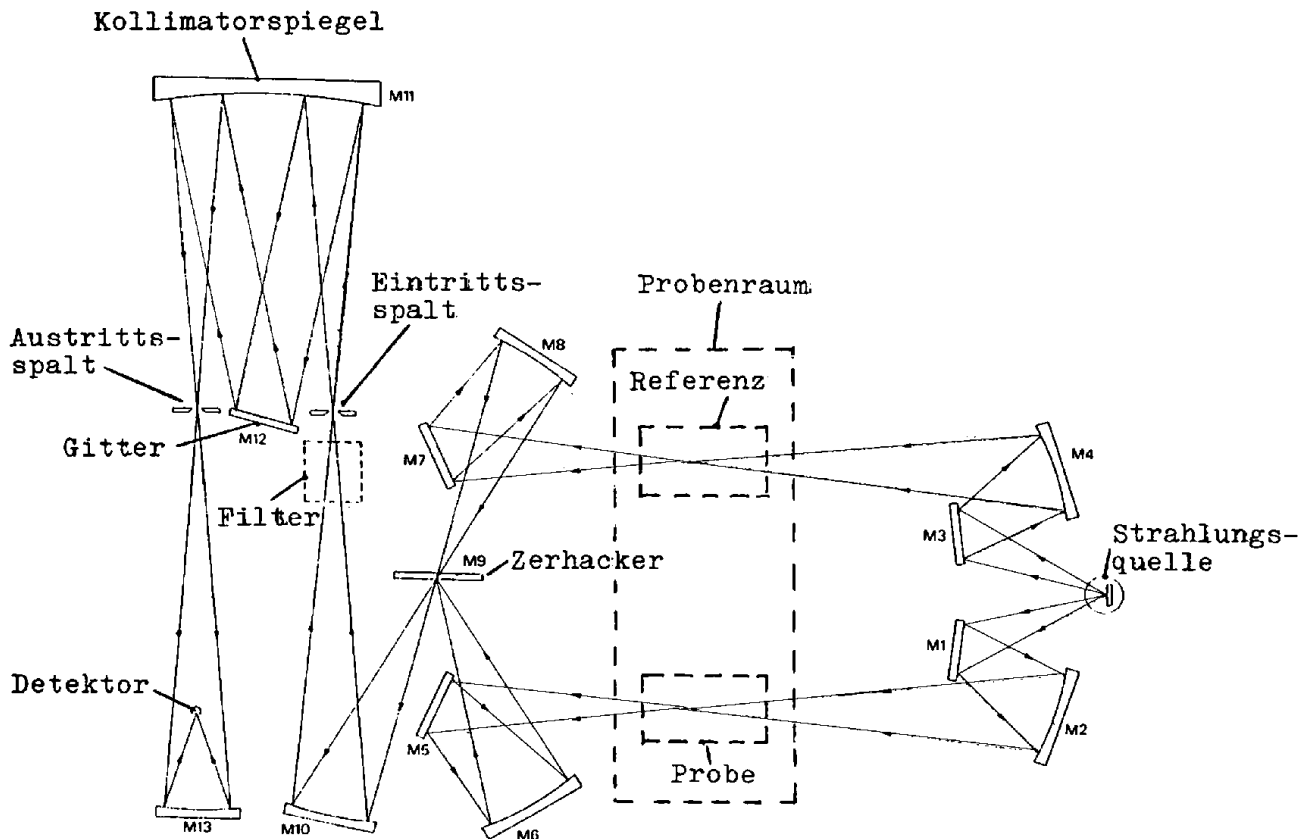 Kollimatorspiegel
M11
Eintritts-
spalt
Probenraum
Austritts-
spalt
M8
Referenz
Gitter
M12
M7
M4
Filter
M3
Strahlungs-
quelle
M9
Zerhacker
M1
Detektor
M5
M2
Probe
M13
M10
M6